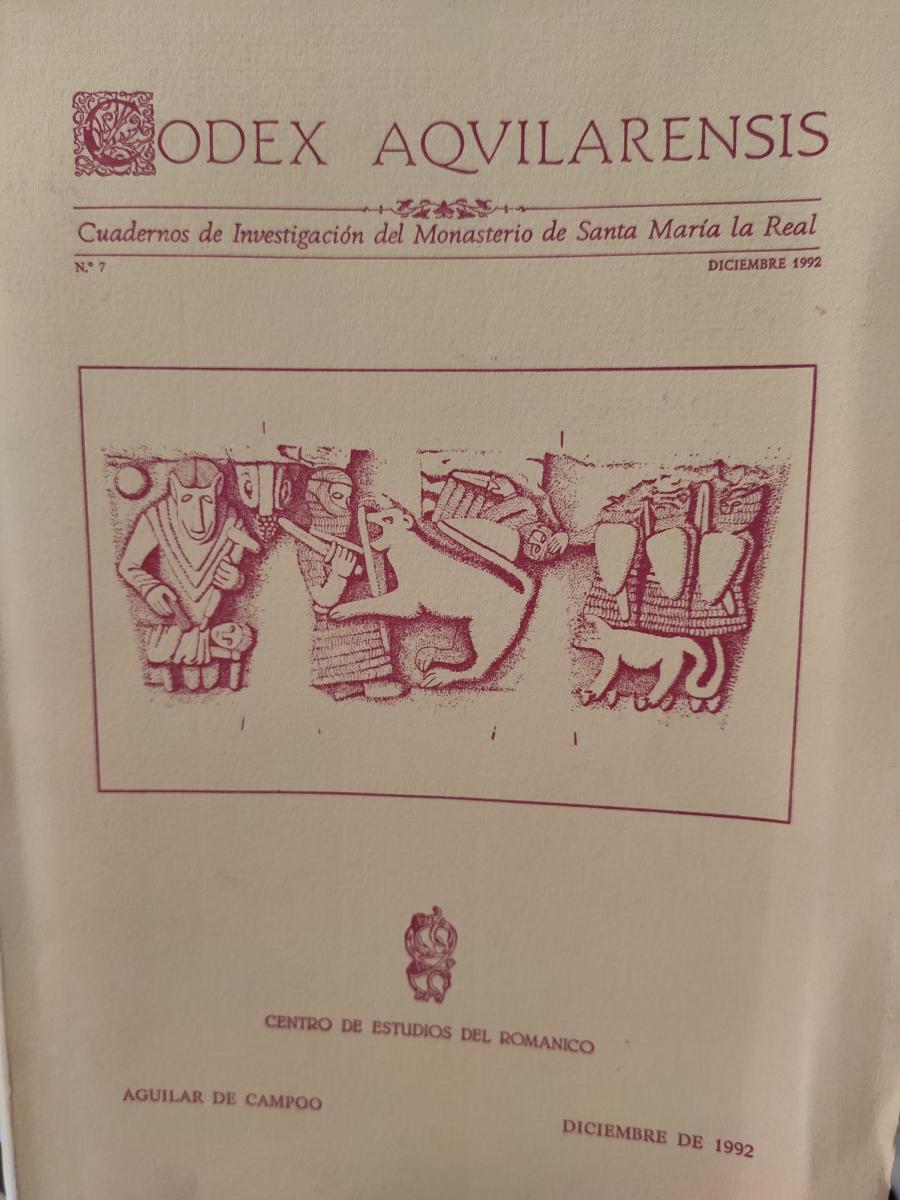 CODEX AQVILARENSIS
Cuadernos de Investigación del Monasterio de Santa María la Real
N.º 7
DICIEMBRE 1992
CENTRO DE ESTUDIOS DEL ROMANICO
AGUILAR DE CAMPOO
DICIEMBRE DE 1992